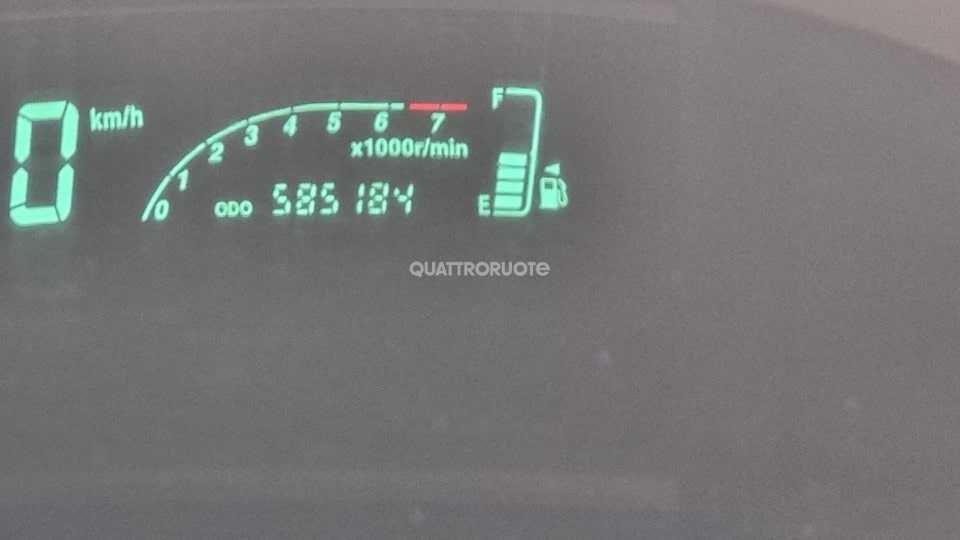 0 km/h
0 1 2 3 4 5 6 7
x1000r/min
ODO 585184
F
E
QUATTRORUOTE